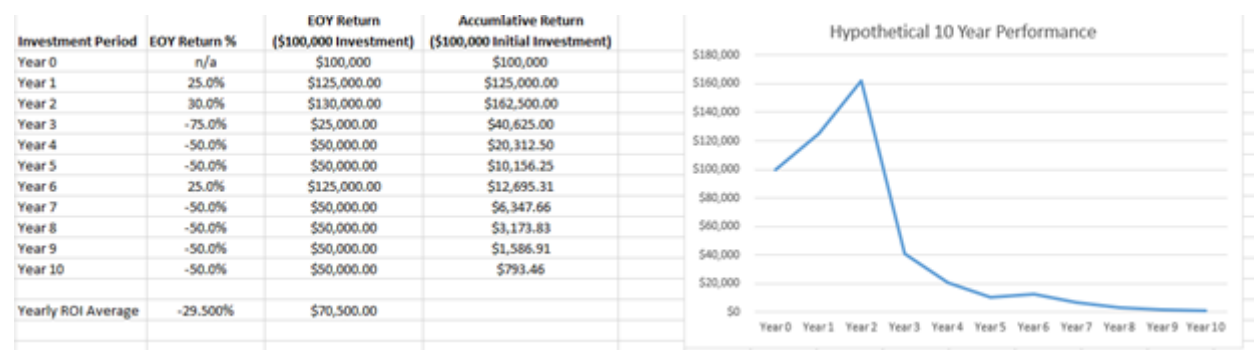 EOY Return Accumlative Return
Investment Period EOY Return % ($100,000 Investment) ($100,000 Initial Investment)
Year 0 n/a $100,000 $100,000
Year 1 25.0% $125,000.00 $125,000.00
Year 2 30.0% $130,000.00 $162,500.00
Year 3 -75.0% $25,000.00 $40,625.00
Year 4 -50.0% $50,000.00 $20,312.50
Year 5 -50.0% $50,000.00 $10,156.25
Year 6 25.0% $125,000.00 $12,695.31
Year 7 -50.0% $50,000.00 $6,347.66
Year 8 -50.0% $50,000.00 $3,173.83
Year 9 -50.0% $50,000.00 $1,586.91
Year 10 -50.0% $50,000.00 $793.46
Yearly ROI Average -29.500% $70,500.00
Hypothetical 10 Year Performance
$180,000
$160,000
$140,000
$120,000
$100,000
$80,000
$60,000
$40,000
$20,000
$0
Year 0 Year 1 Year 2 Year 3 Year 4 Year 5 Year 6 Year 7 Year 8 Year 9 Year 10